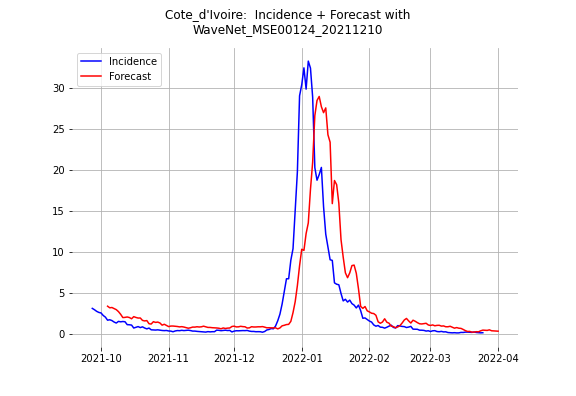 Cote_d'Ivoire:  Incidence + Forecast with
WaveNet_MSE00124_20211210
Incidence
Forecast
30
25
20
15
10
5
0
2021-10 2021-11 2021-12 2022-01 2022-02 2022-03 2022-04